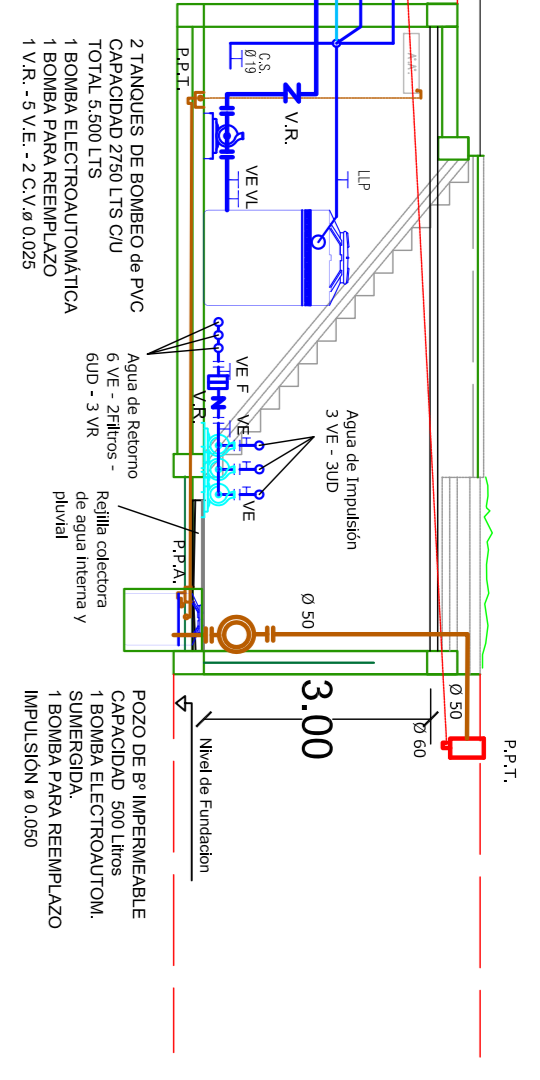 P.P.T.
C.S.
Ø 19
A.A.
V.R.
VE YL
LLP
P.P.T.
2 TANQUES DE BOMBEO de PVC
CAPACIDAD 2750 LTS C/U
TOTAL 5.500 LTS
1 BOMBA ELECTROAUTOMÁTICA
1 BOMBA PARA REEMPLAZO
1 V.R. - 5 V.E. - 2 C.V.ø 0.025
Agua de Impulsión
3 VE - 3UD
VE F
V.R.
VE
VE
Agua de Retorno
6 VE - 2Filtros -
6UD - 3 VR
Rejilla colectora
de agua interna y
pluvial
P.P.A.
Ø 50
Ø 50
Ø 60
3.00
Nivel de Fundacion
POZO DE Bº IMPERMEABLE
CAPACIDAD 500 Litros
1 BOMBA ELECTROAUTOM.
SUMERGIDA.
1 BOMBA PARA REEMPLAZO
IMPULSIÓN ø 0.050